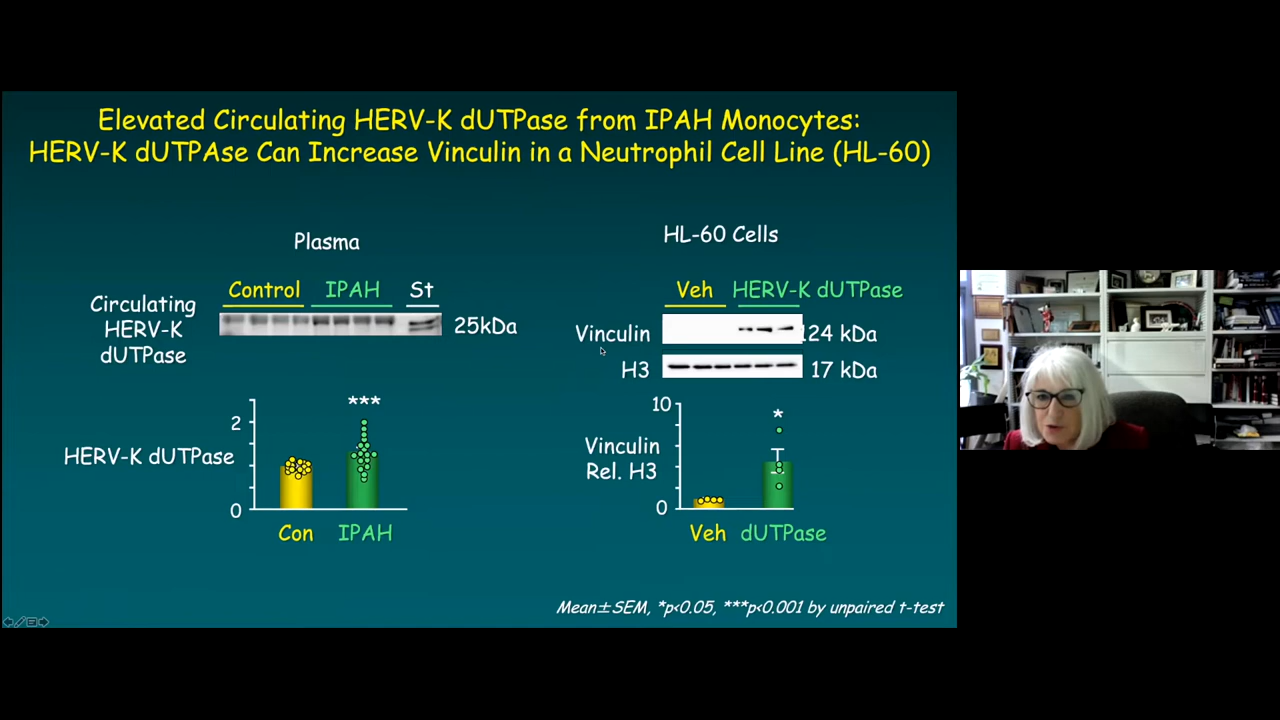 Elevated Circulating HERV-K dUTPase from IPAH Monocytes:
HERV-K dUTPAse Can Increase Vinculin in a Neutrophil Cell Line (HL-60)
Plasma
Control IPAH St
Circulating
HERV-K
dUTPase
25kDa
***
2
HERV-K dUTPase
0
Con IPAH
HL-60 Cells
Veh HERV-K dUTPase
Vinculin 124 kDa
H3 17 kDa
10
*
Vinculin
Rel. H3
0
Veh dUTPase
Mean±SEM, *p<0.05, ***p<0.001 by unpaired t-test